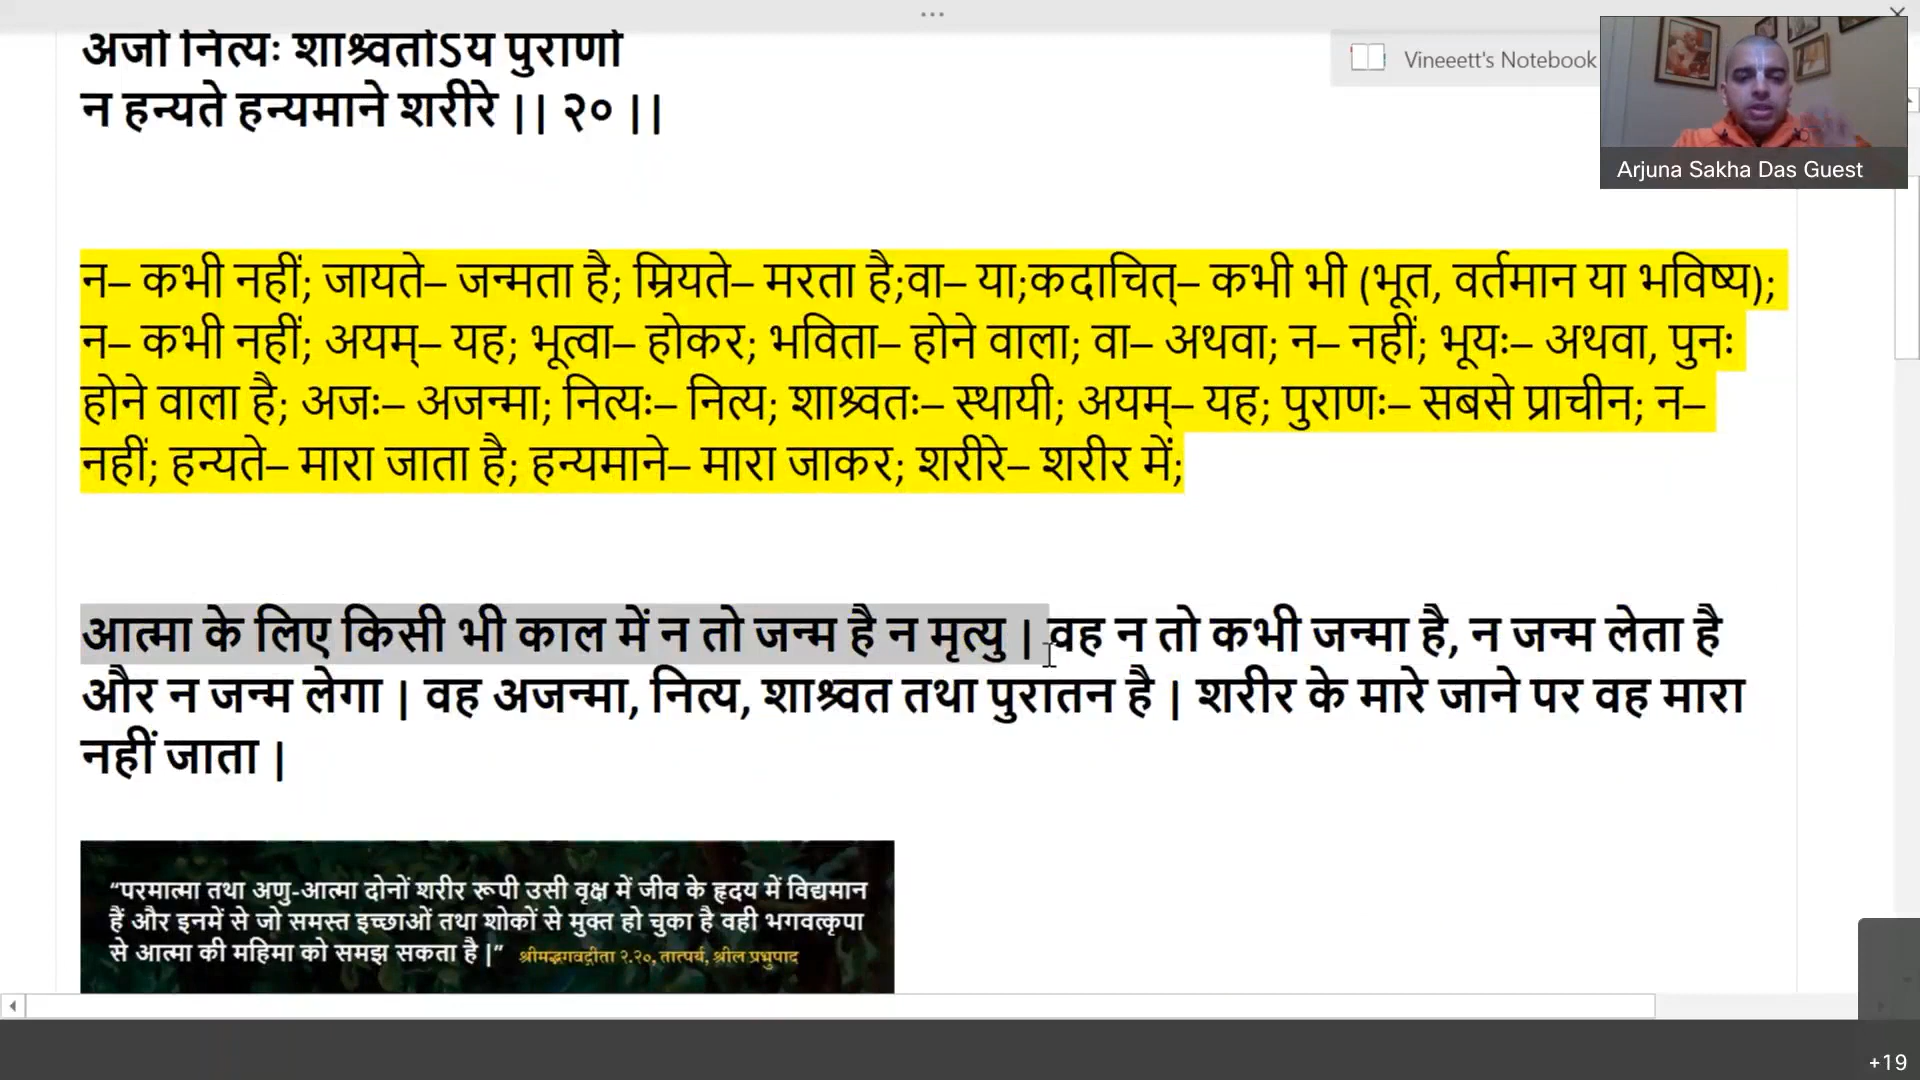 अजो नित्यः शाश्र्वतोSयं पुराणो
न हन्यते हन्यमाने शरीरे || २० ||
Vineeett's Notebook
Arjuna Sakha Das Guest
न– कभी नहीं; जायते– जन्मता है; म्रियते– मरता है;वा– या;कदाचित्– कभी भी (भूत, वर्तमान या भविष्य);
न– कभी नहीं; अयम्– यह; भूत्वा– होकर; भविता– होने वाला; वा– अथवा; न– नहीं; भूयः– अथवा, पुनः
होने वाला है; अजः– अजन्मा; नित्यः– नित्य; शाश्र्वतः– स्थायी; अयम्– यह; पुराणः– सबसे प्राचीन; न–
नहीं; हन्यते– मारा जाता है; हन्यमाने– मारा जाकर; शरीरे– शरीर में;
आत्मा के लिए किसी भी काल में न तो जन्म है न मृत्यु | वह न तो कभी जन्मा है, न जन्म लेता है
और न जन्म लेगा | वह अजन्मा, नित्य, शाश्र्वत तथा पुरातन है | शरीर के मारे जाने पर वह मारा
नहीं जाता |
“परमात्मा तथा अणु-आत्मा दोनों शरीर रूपी उसी वृक्ष में जीव के हृदय में विद्यमान
हैं और इनमें से जो समस्त इच्छाओं तथा शोकों से मुक्त हो चुका है वही भगवत्कृपा
से आत्मा की महिमा को समझ सकता है |” श्रीमद्भगवद्गीता २.२०, तात्पर्य, श्रील प्रभुपाद
+19